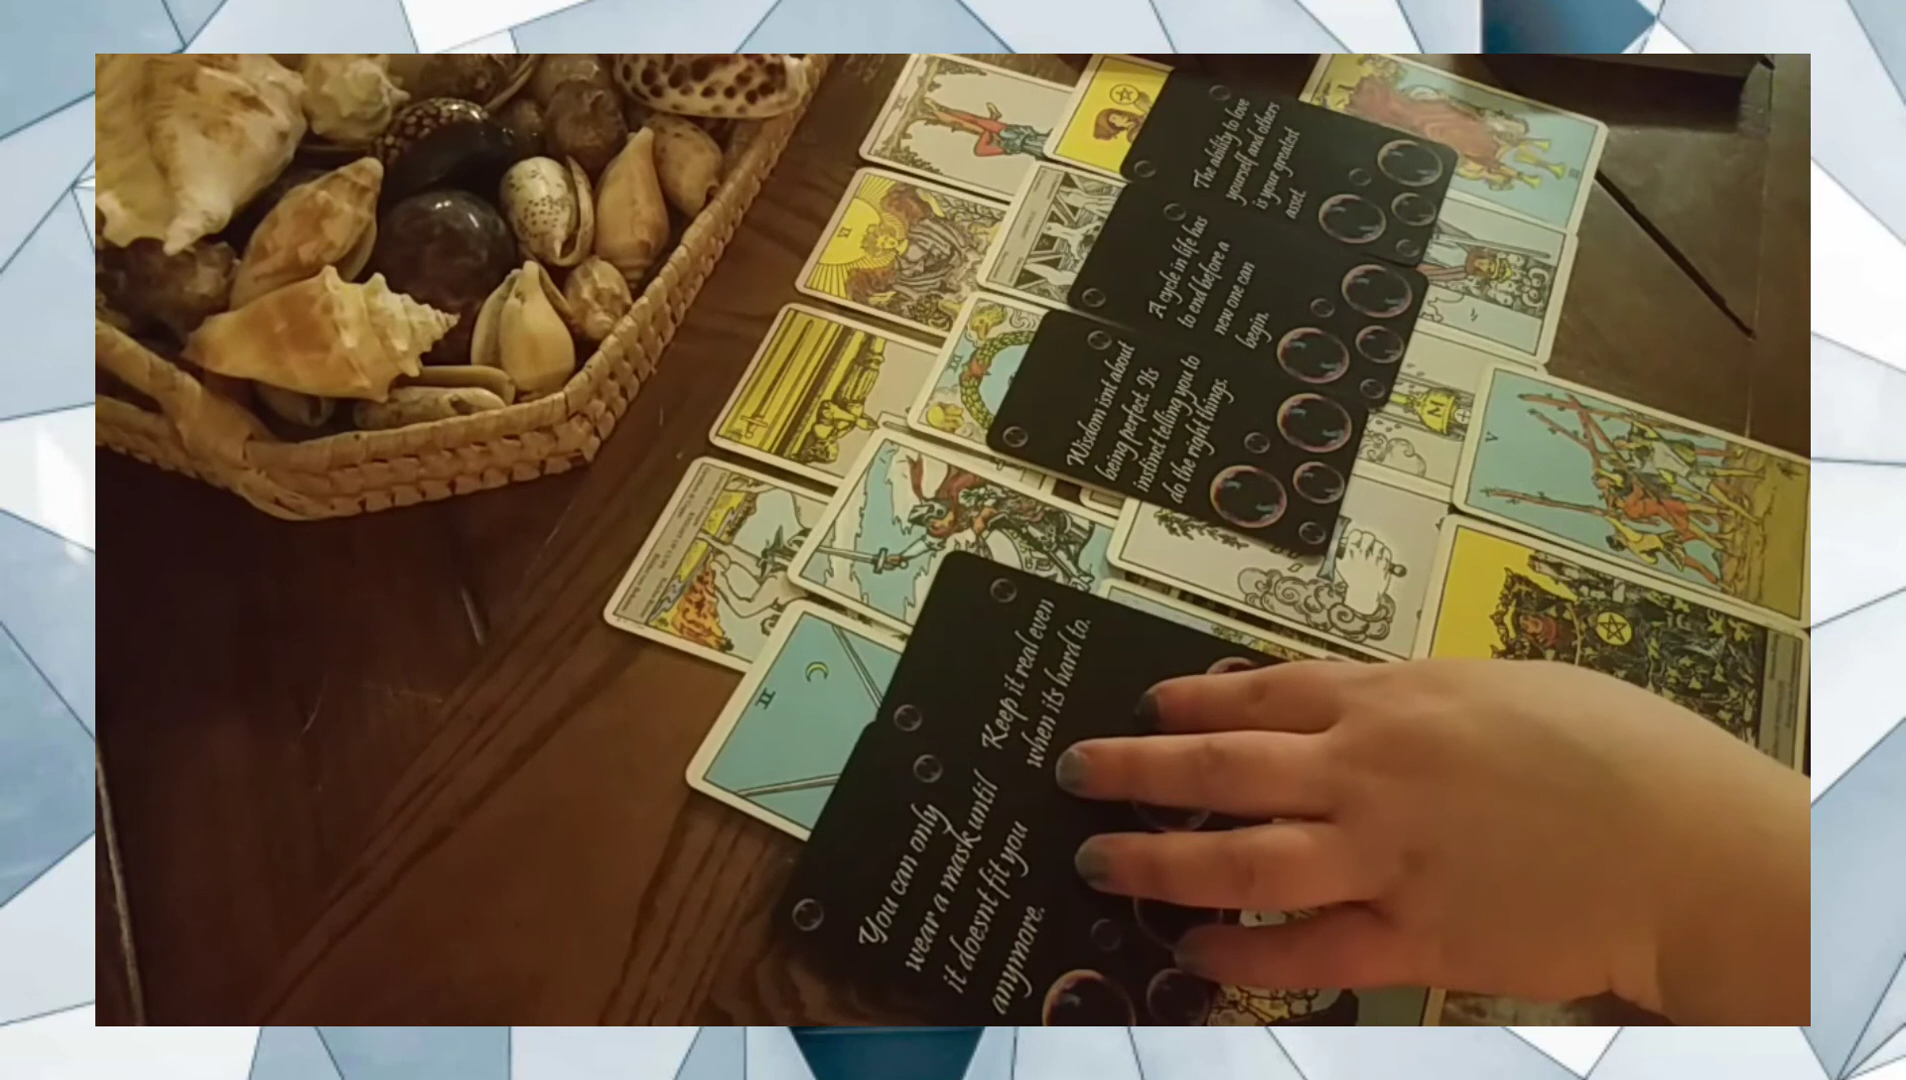 The ability to love
yourself and others
is your greatest
asset.
A cycle in life has
to end before a
new one can
begin.
Wisdom isnt about
being perfect. Its
instinct telling you to
do the right things.
Keep it real even
when its hard to.
You can only
wear a mask until
it doesnt fit you
anymore.
VI
V
II
M